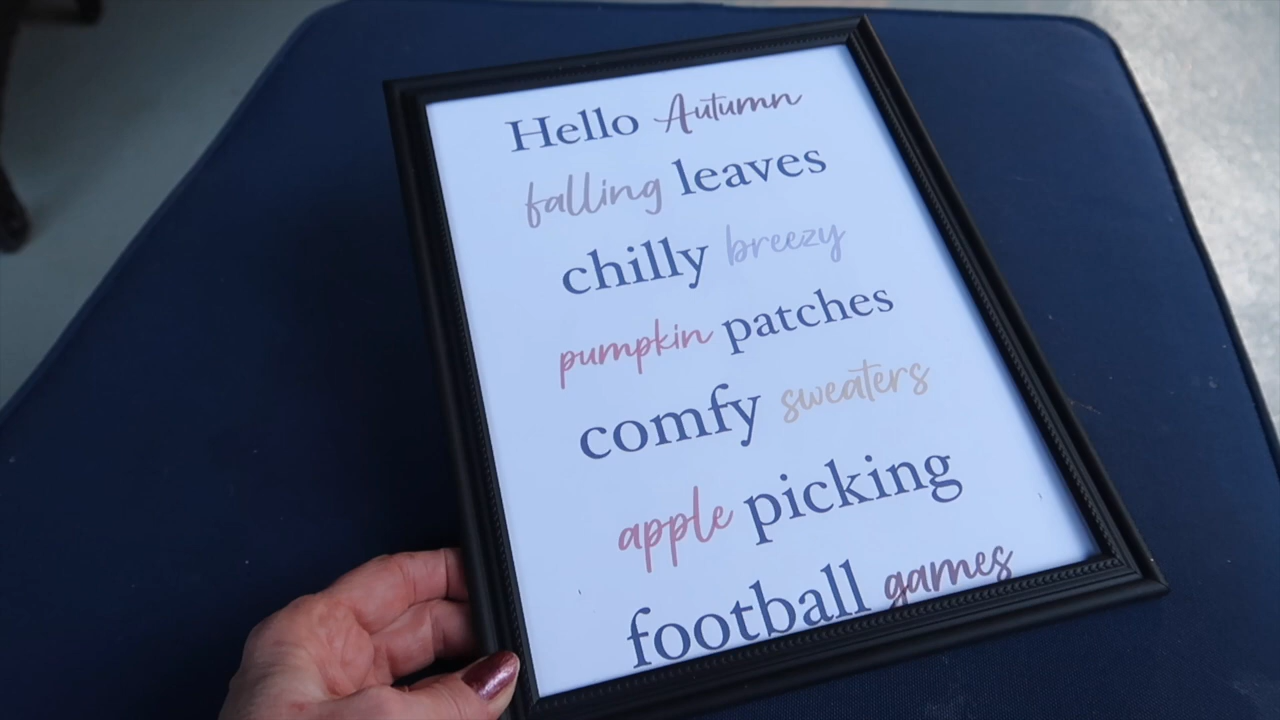 Hello Autumn
falling leaves
chilly breezy
pumpkin patches
comfy sweaters
apple picking
football games